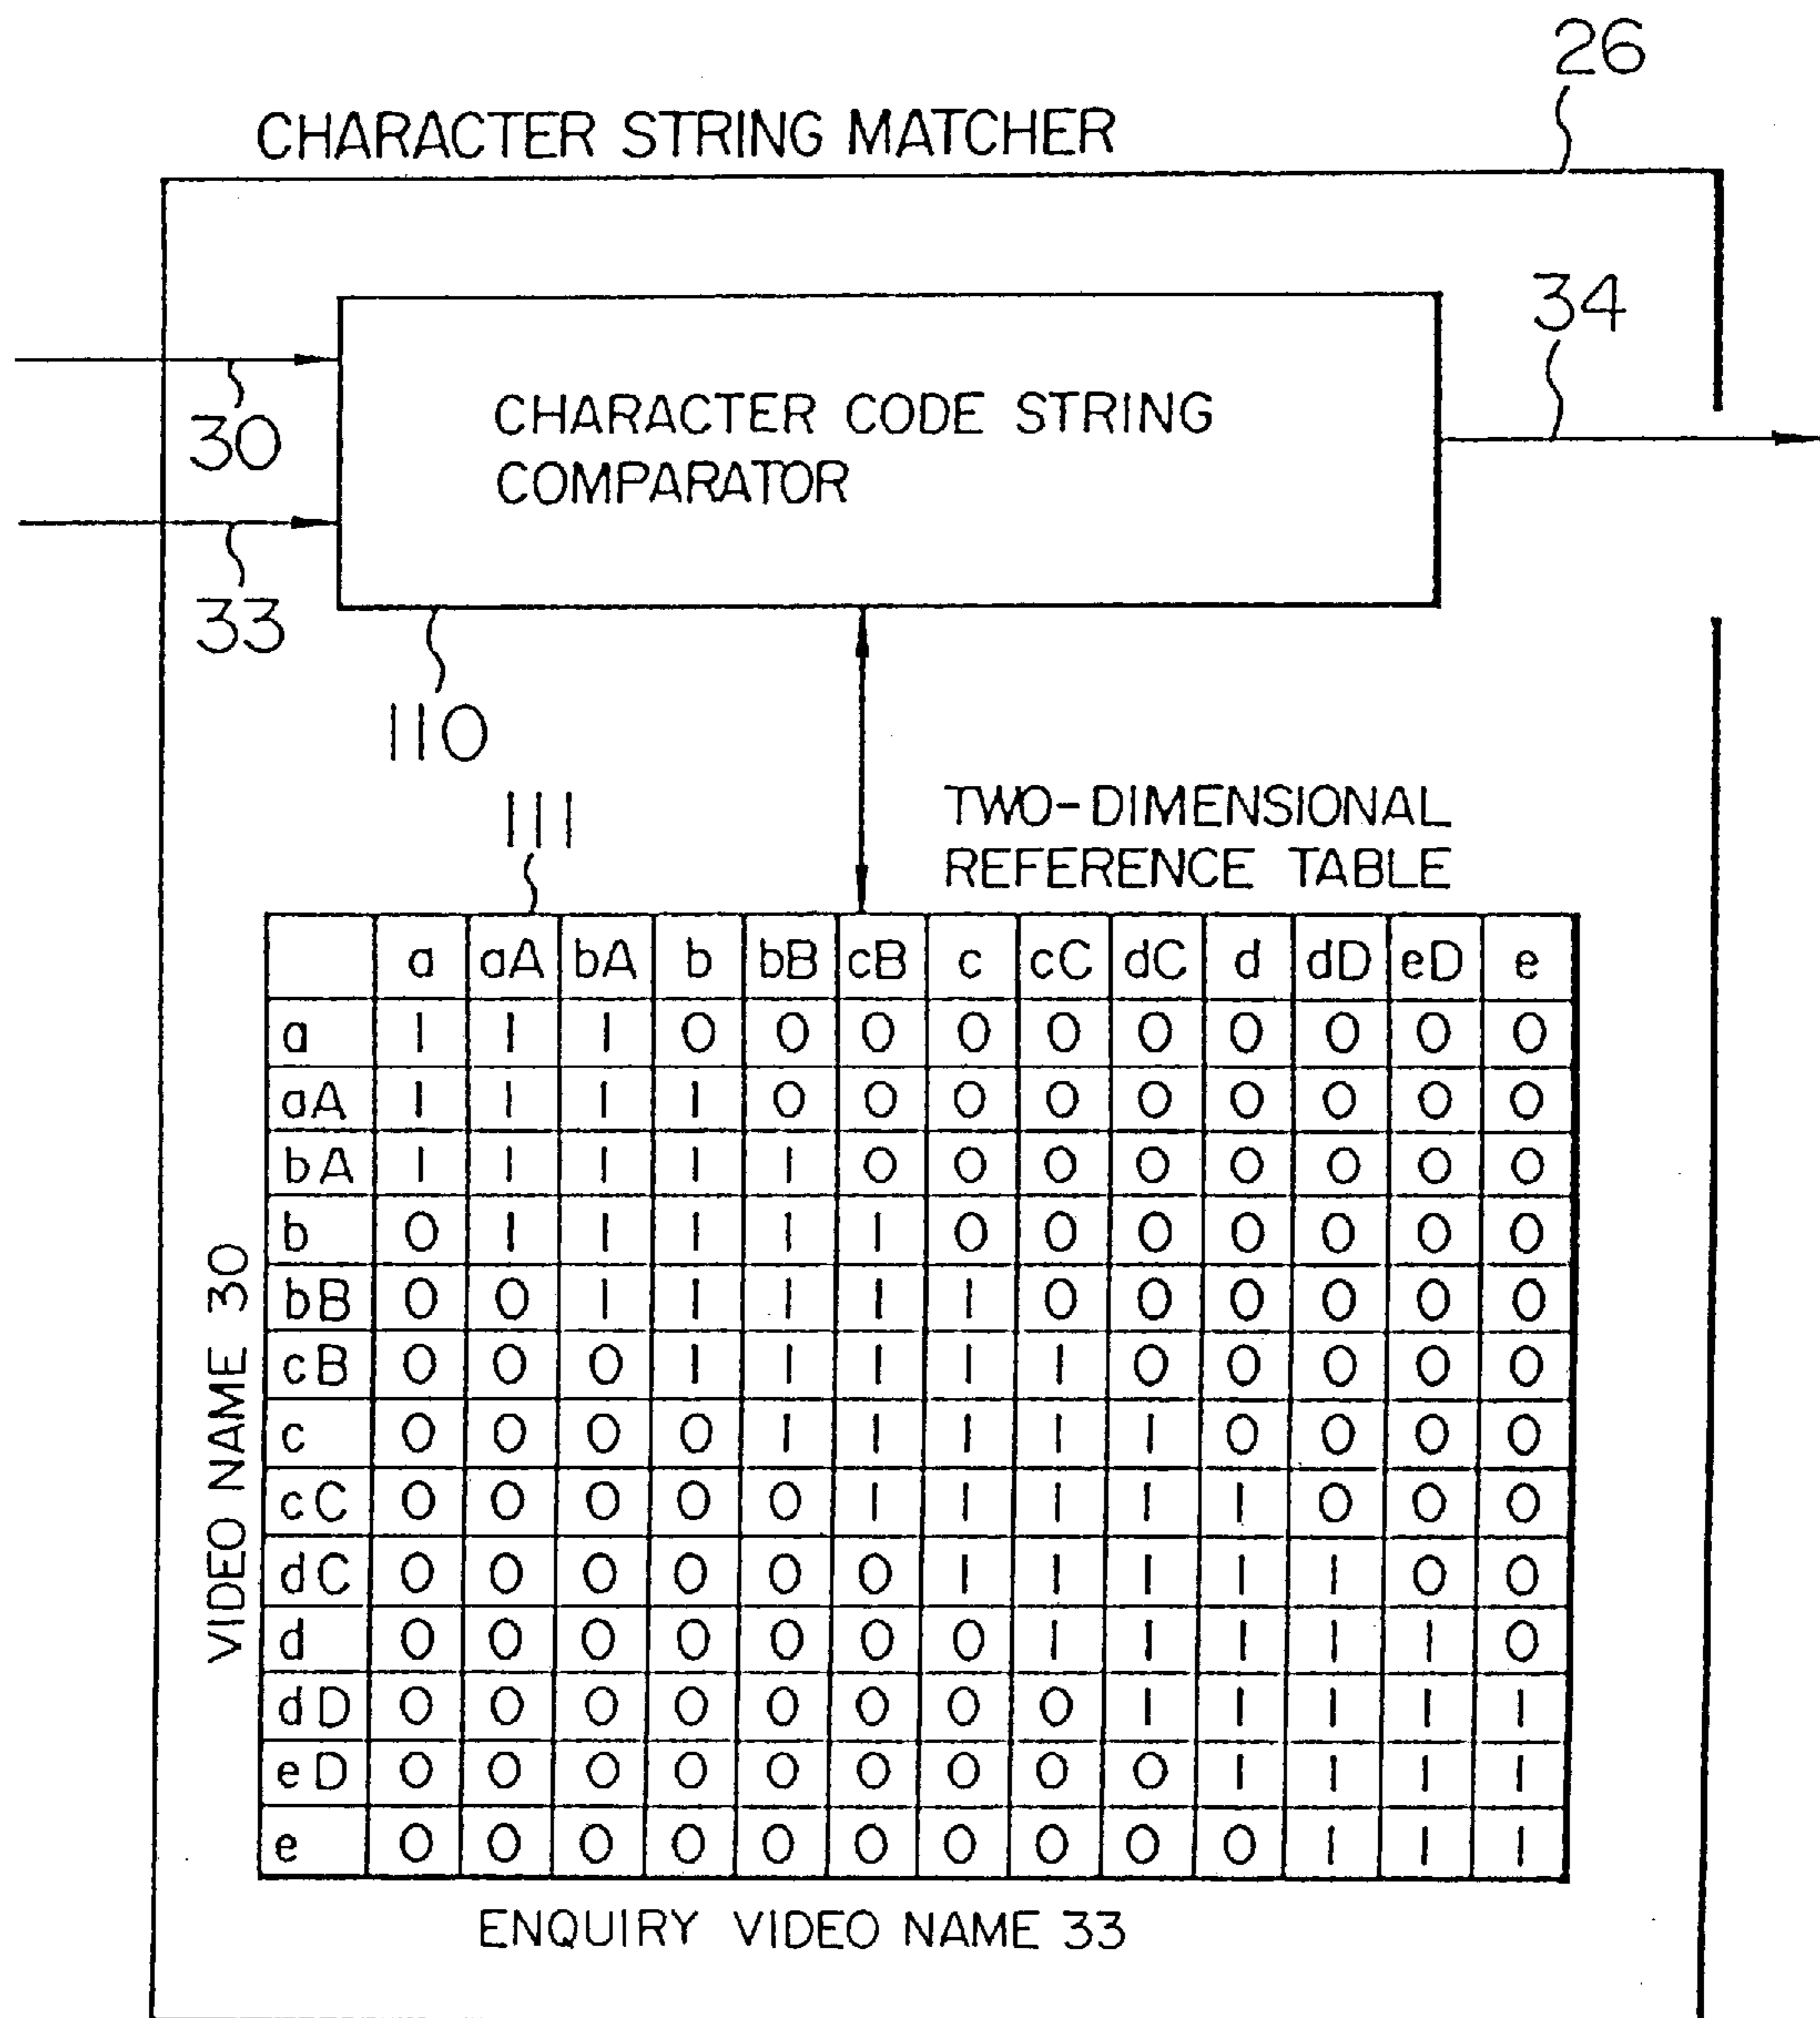 26
CHARACTER STRING MATCHER
34
30
CHARACTER CODE STRING
COMPARATOR
33
110
111
TWO-DIMENSIONAL
REFERENCE TABLE
a aA bA b bB cB c cC dC d dD eD e
a 1 1 1 0 0 0 0 0 0 0 0 0 0
aA 1 1 1 1 0 0 0 0 0 0 0 0 0
bA 1 1 1 1 1 0 0 0 0 0 0 0 0
b 0 1 1 1 1 1 0 0 0 0 0 0 0
bB 0 0 1 1 1 1 1 0 0 0 0 0 0
cB 0 0 0 1 1 1 1 1 0 0 0 0 0
c 0 0 0 0 1 1 1 1 1 0 0 0 0
cC 0 0 0 0 0 1 1 1 1 1 0 0 0
dC 0 0 0 0 0 0 1 1 1 1 1 0 0
d 0 0 0 0 0 0 0 1 1 1 1 1 0
dD 0 0 0 0 0 0 0 0 1 1 1 1 1
eD 0 0 0 0 0 0 0 0 0 1 1 1 1
e 0 0 0 0 0 0 0 0 0 0 1 1 1
VIDEO NAME 30
ENQUIRY VIDEO NAME 33